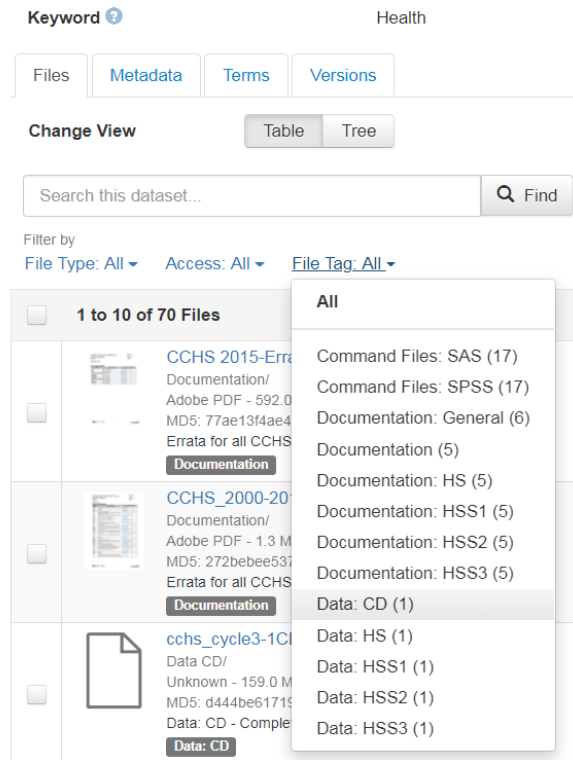 Keyword ?
Health
Files
Metadata
Terms
Versions
Change View
Table
Tree
Search this dataset...
Find
Filter by
File Type: All
Access: All
File Tag: All
All
Command Files: SAS (17)
Command Files: SPSS (17)
Documentation: General (6)
Documentation (5)
Documentation: HS (5)
Documentation: HSS1 (5)
Documentation: HSS2 (5)
Documentation: HSS3 (5)
Data: CD (1)
Data: HS (1)
Data: HSS1 (1)
Data: HSS2 (1)
Data: HSS3 (1)
1 to 10 of 70 Files
CCHS 2015-Erra
Documentation/
Adobe PDF - 592.0
MD5: 77ae13f4ae4
Errata for all CCHS
Documentation
CCHS_2000-201
Documentation/
Adobe PDF - 1.3 M
MD5: 272bebee537
Errata for all CCHS
Documentation
cchs_cycle3-1C
Data CD/
Unknown - 159.0 M
MD5: d444be61719
Data: CD - Comple
Data: CD